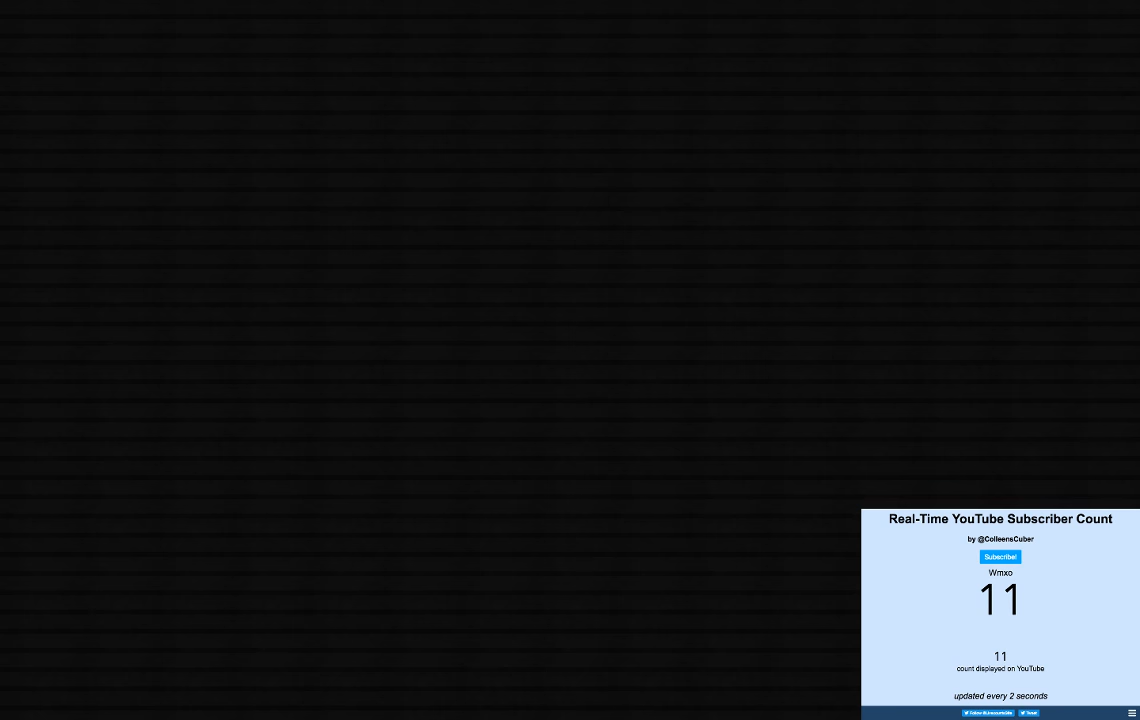 Real-Time YouTube Subscriber Count
by @ColleensCuber
Subscribe!
Wmxo
11
11
count displayed on YouTube
updated every 2 seconds
Tweet